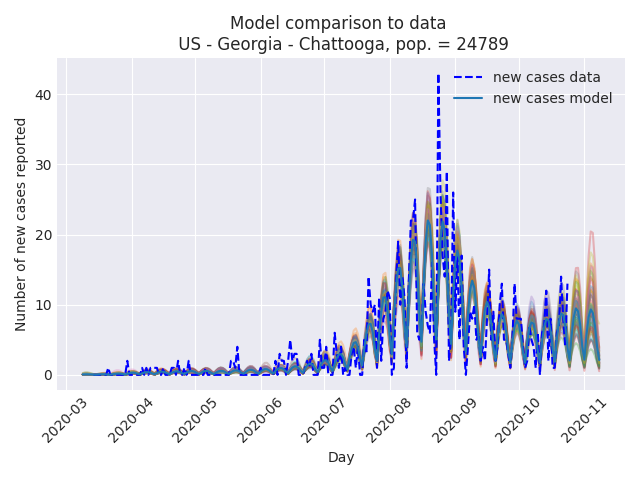 Model comparison to data
US - Georgia - Chattooga, pop. = 24789
new cases data
new cases model
Number of new cases reported
40
30
20
10
0
2020-03
2020-04
2020-05
2020-06
2020-07
2020-08
2020-09
2020-10
2020-11
Day